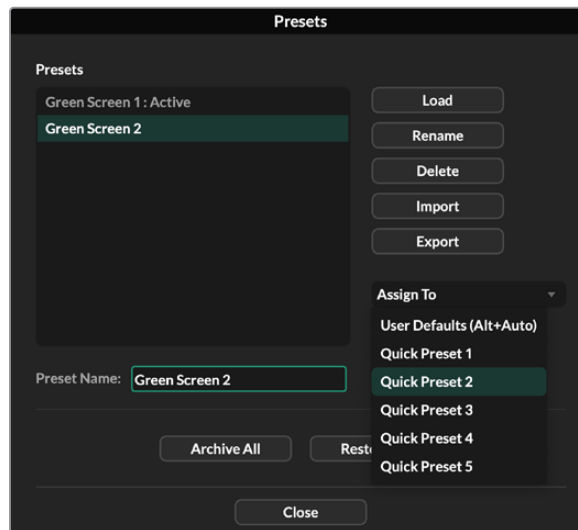 Presets
Presets
Green Screen 1 : Active
Green Screen 2
Load
Rename
Delete
Import
Export
Assign To
User Defaults (Alt+Auto)
Quick Preset 1
Quick Preset 2
Quick Preset 3
Quick Preset 4
Quick Preset 5
Preset Name: Green Screen 2
Archive All
Close